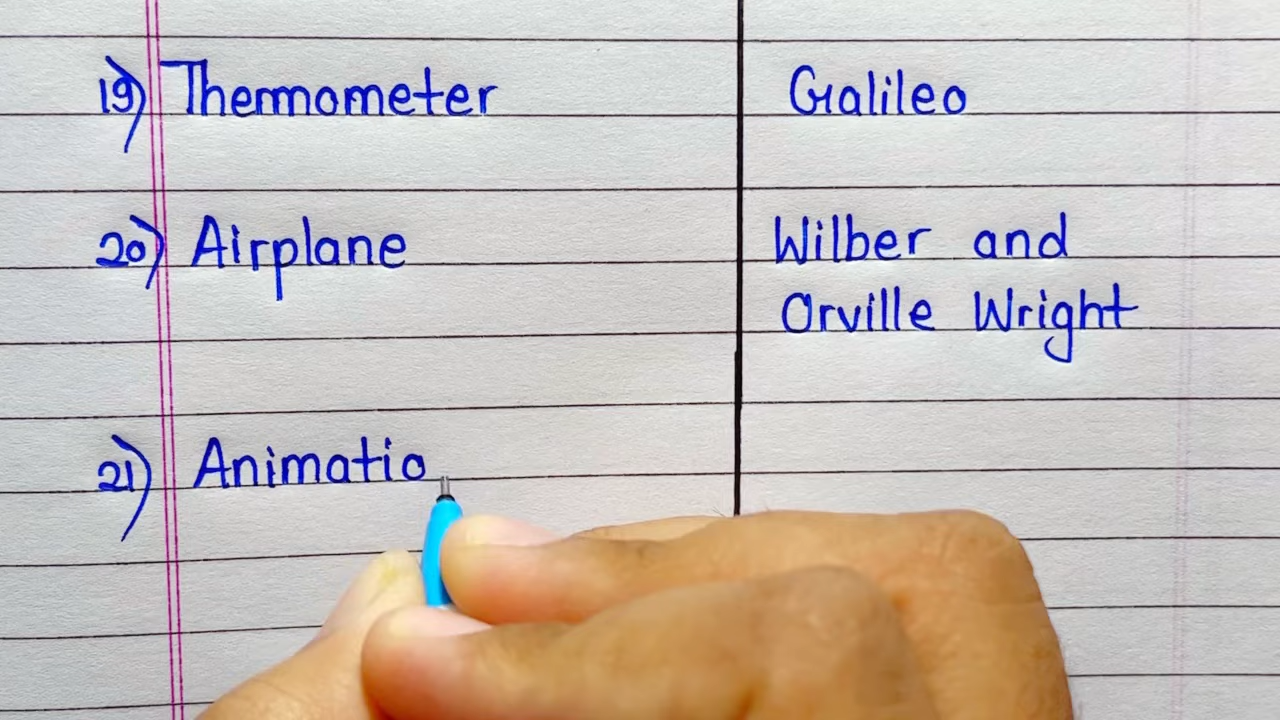 19) Thermometer Galileo
20) Airplane Wilber and
Orville Wright
21) Animatio